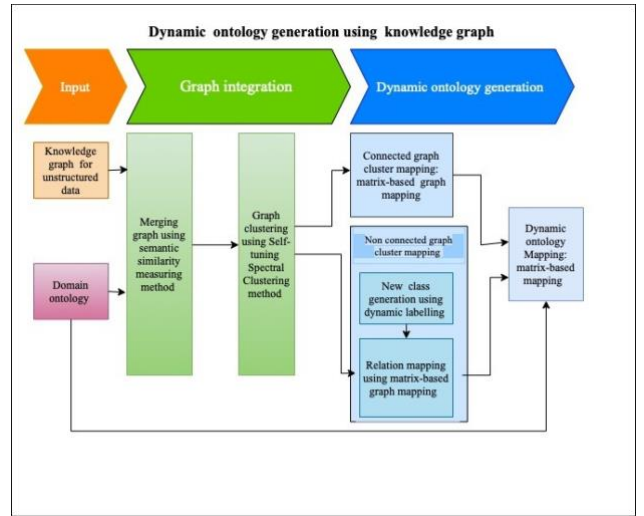 Dynamic ontology generation using knowledge graph
Input
Graph integration
Dynamic ontology generation
Knowledge
graph for
unstructured
data
Domain
ontology
Merging
graph using
semantic
similarity
measuring
method
Graph
clustering
using Self-
tuning
Spectral
Clustering
method
Connected graph
cluster mapping:
matrix-based graph
mapping
Non connected graph
cluster mapping
New class
generation using
dynamic labelling
Relation mapping
using matrix-based
graph mapping
Dynamic
ontology
Mapping:
matrix-based
mapping